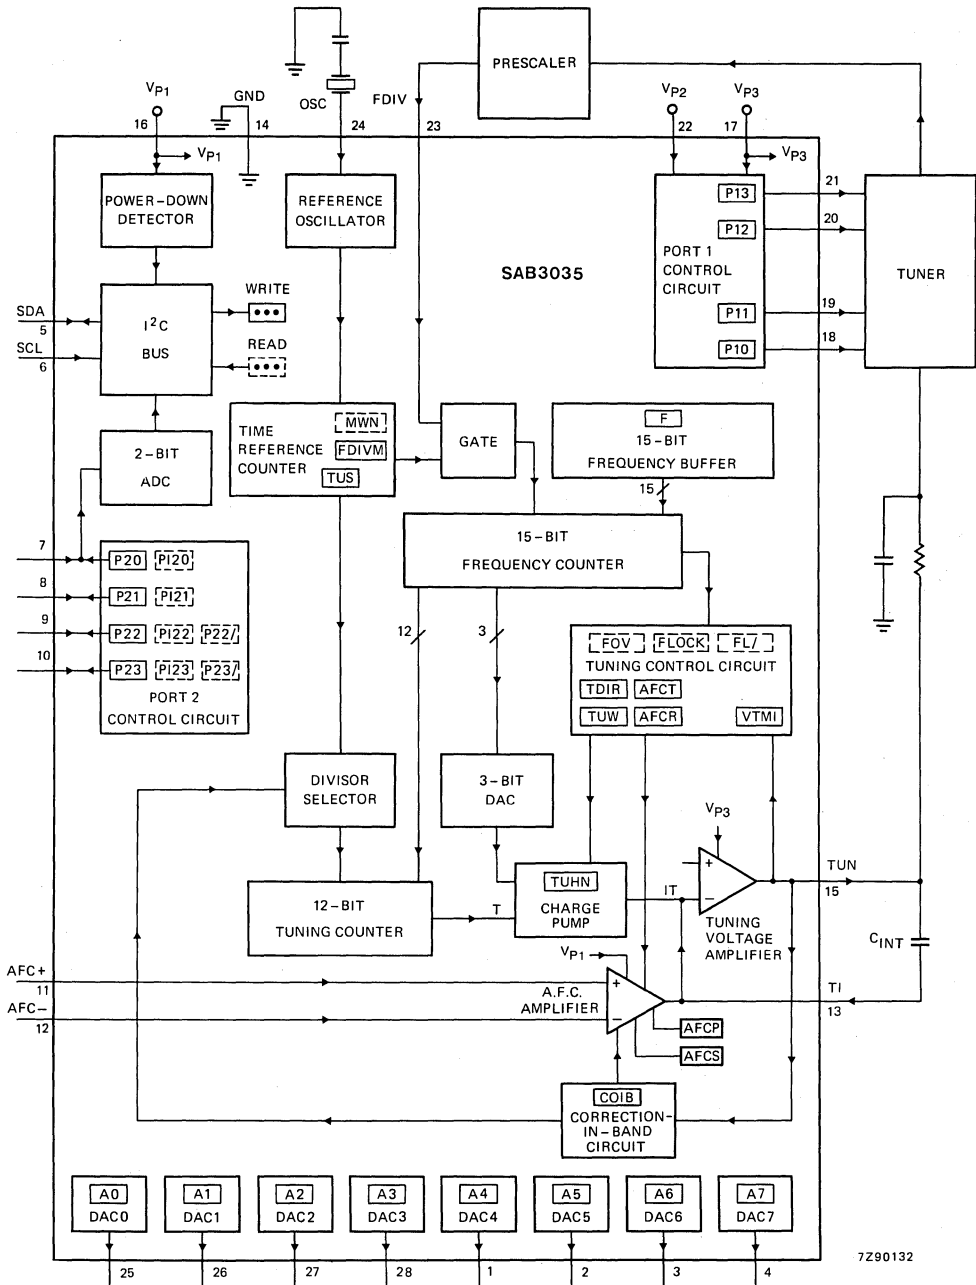 PRESCALER
VP1
GND
OSC
FDIV
VP2
VP3
16
14
24
23
22
17
VP1
VP3
POWER-DOWN
DETECTOR
REFERENCE
OSCILLATOR
SAB3035
P13
P12
PORT 1
CONTROL
CIRCUIT
P11
P10
21
20
19
18
TUNER
SDA
5
SCL
6
I2C
BUS
WRITE
READ
2-BIT
ADC
TIME
REFERENCE
COUNTER
MWN
FDIVM
TUS
GATE
F
15-BIT
FREQUENCY BUFFER
15
15-BIT
FREQUENCY COUNTER
7
8
9
10
P20 PI20
P21 PI21
P22 PI22 P22/
P23 PI23 P23/
PORT 2
CONTROL CIRCUIT
12
3
FOV FLOCK FL/
TUNING CONTROL CIRCUIT
TDIR AFCT
TUW AFCR VTMI
DIVISOR
SELECTOR
3-BIT
DAC
VP3
12-BIT
TUNING COUNTER
T
TUHN
CHARGE
PUMP
IT
+
−
TUNING
VOLTAGE
AMPLIFIER
TUN
15
CINT
TI
13
AFC+
11
AFC−
12
VP1
A.F.C.
AMPLIFIER
+
−
AFCP
AFCS
COIB
CORRECTION-
IN-BAND
CIRCUIT
A0
DAC0
A1
DAC1
A2
DAC2
A3
DAC3
A4
DAC4
A5
DAC5
A6
DAC6
A7
DAC7
25
26
27
28
1
2
3
4
7Z90132